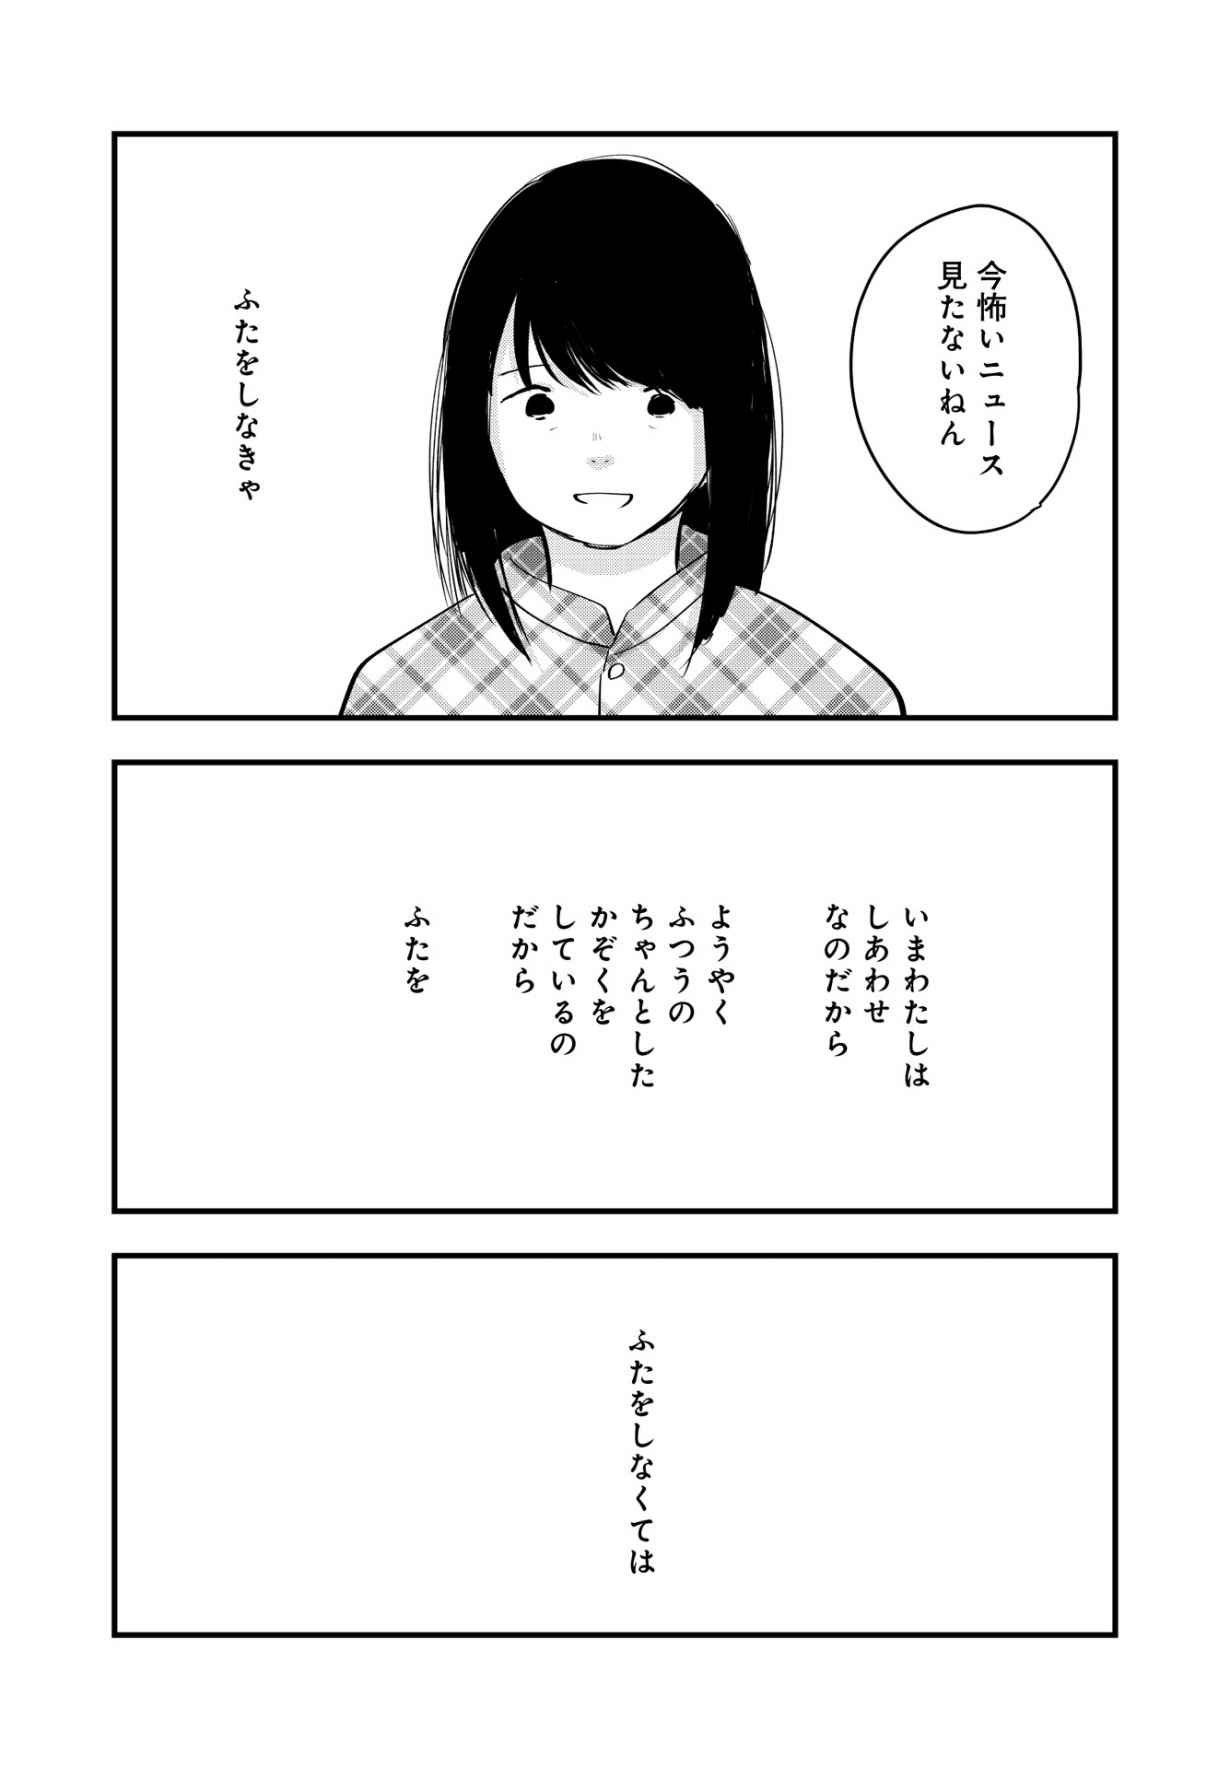 今怖いニュース
見たないねん
ふたをしなきゃ
いまわたしは
しあわせ
なのだから
ようやく
ふつうの
ちゃんとした
かぞくを
しているの
だから
ふたを
ふたをしなくては